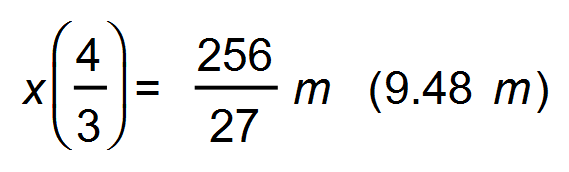 x(4/3) = 256/27 m (9.48 m)